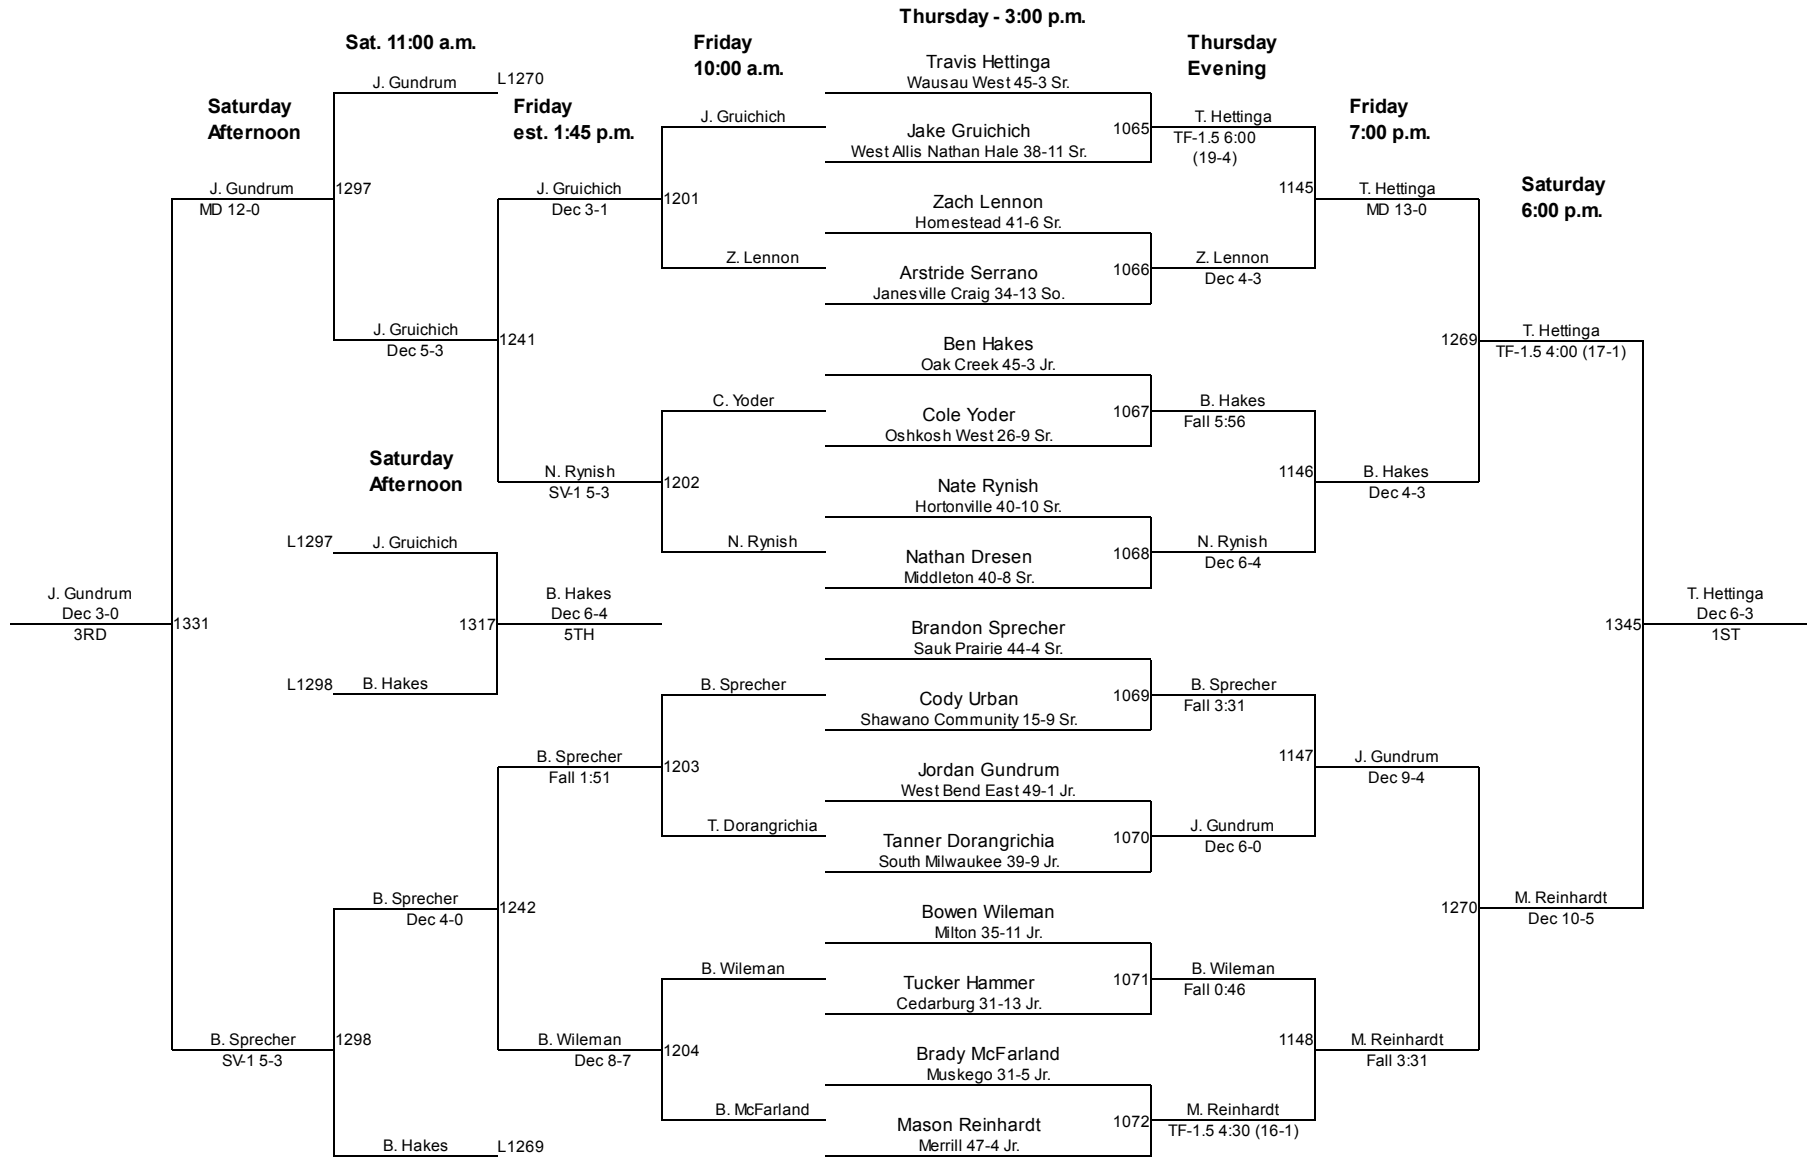 Thursday - 3:00 p.m.
Sat. 11:00 a.m.
Friday
10:00 a.m.
Thursday
Evening
Travis Hettinga
Wausau West 45-3 Sr.
J. Gundrum
L1270
Saturday
Afternoon
Friday
est. 1:45 p.m.
Friday
7:00 p.m.
J. Gruichich
Jake Gruichich
West Allis Nathan Hale 38-11 Sr.
1065
T. Hettinga
TF-1.5 6:00
(19-4)
J. Gundrum
MD 12-0
1297
J. Gruichich
Dec 3-1
1201
Zach Lennon
Homestead 41-6 Sr.
1145
T. Hettinga
MD 13-0
Saturday
6:00 p.m.
Z. Lennon
Arstride Serrano
Janesville Craig 34-13 So.
1066
Z. Lennon
Dec 4-3
J. Gruichich
Dec 5-3
1241
Ben Hakes
Oak Creek 45-3 Jr.
1269
T. Hettinga
TF-1.5 4:00 (17-1)
C. Yoder
Cole Yoder
Oshkosh West 26-9 Sr.
1067
B. Hakes
Fall 5:56
Saturday
Afternoon
N. Rynish
SV-1 5-3
1202
Nate Rynish
Hortonville 40-10 Sr.
1146
B. Hakes
Dec 4-3
L1297
J. Gruichich
N. Rynish
Nathan Dresen
Middleton 40-8 Sr.
1068
N. Rynish
Dec 6-4
J. Gundrum
Dec 3-0
3RD
1331
1317
B. Hakes
Dec 6-4
5TH
Brandon Sprecher
Sauk Prairie 44-4 Sr.
1345
T. Hettinga
Dec 6-3
1ST
L1298
B. Hakes
B. Sprecher
Cody Urban
Shawano Community 15-9 Sr.
1069
B. Sprecher
Fall 3:31
B. Sprecher
Fall 1:51
1203
Jordan Gundrum
West Bend East 49-1 Jr.
1147
J. Gundrum
Dec 9-4
T. Dorangrichia
Tanner Dorangrichia
South Milwaukee 39-9 Jr.
1070
J. Gundrum
Dec 6-0
B. Sprecher
Dec 4-0
1242
Bowen Wileman
Milton 35-11 Jr.
1270
M. Reinhardt
Dec 10-5
B. Wileman
Tucker Hammer
Cedarburg 31-13 Jr.
1071
B. Wileman
Fall 0:46
B. Sprecher
SV-1 5-3
1298
B. Wileman
Dec 8-7
1204
Brady McFarland
Muskego 31-5 Jr.
1148
M. Reinhardt
Fall 3:31
B. McFarland
Mason Reinhardt
Merrill 47-4 Jr.
1072
M. Reinhardt
TF-1.5 4:30 (16-1)
B. Hakes
L1269